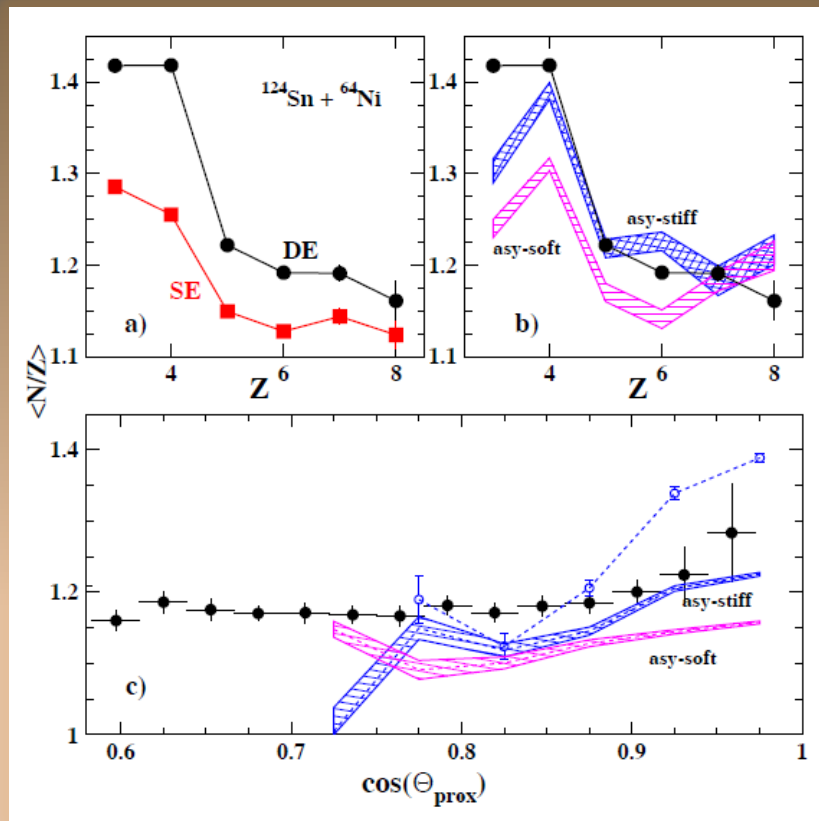 1.4
1.3
1.2
1.1
124Sn + 64Ni
DE
SE
a)
4
6
8
Z
1.4
1.3
1.2
1.1
asy-stiff
asy-soft
b)
4
6
8
Z
<N/Z>
1.4
1.2
1
asy-stiff
asy-soft
c)
0.6
0.7
0.8
0.9
1
cos(Θprox)